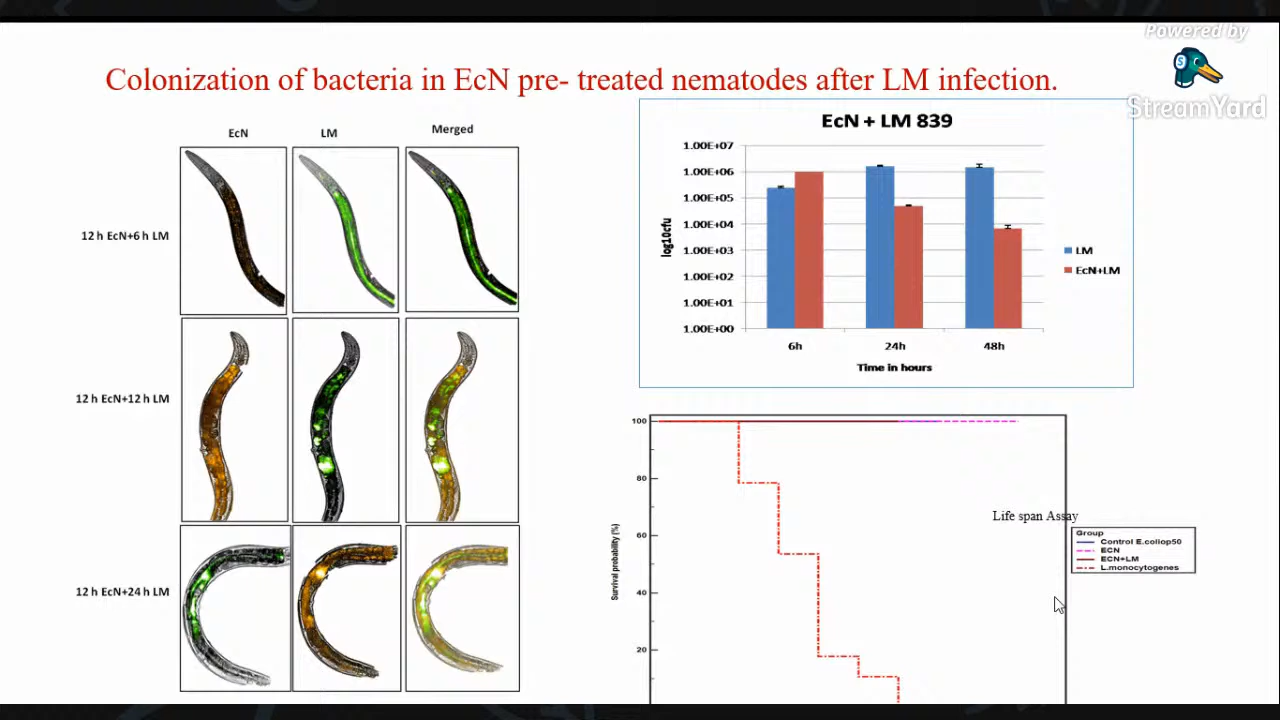 Powered by
StreamYard
Colonization of bacteria in EcN pre- treated nematodes after LM infection.
EcN
LM
Merged
12 h EcN+6 h LM
12 h EcN+12 h LM
12 h EcN+24 h LM
EcN + LM 839
1.00E+07
1.00E+06
1.00E+05
1.00E+04
1.00E+03
1.00E+02
1.00E+01
1.00E+00
log10cfu
6h
24h
48h
Time in hours
LM
EcN+LM
100
80
60
40
20
Survival probability (%)
Life span Assay
Group
Control E.coliop50
ECN
ECN+LM
L.monocytogenes